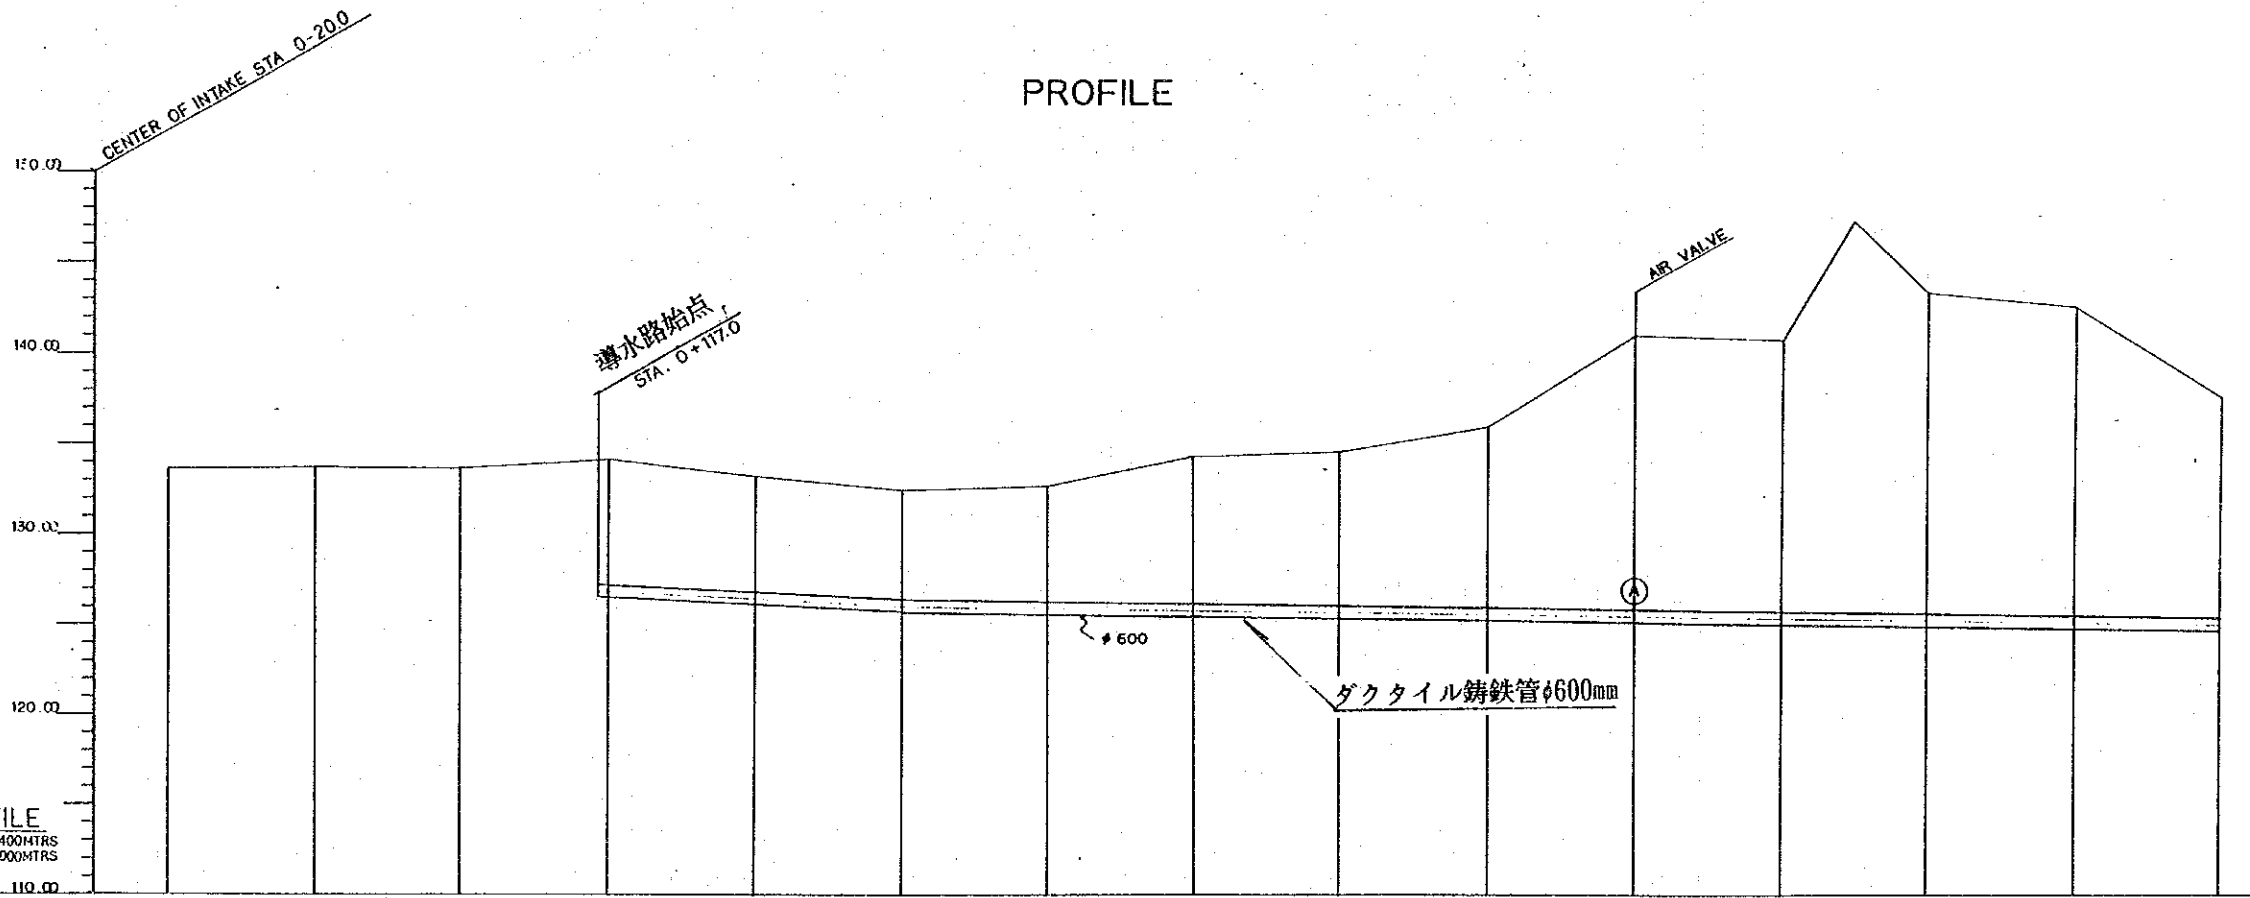 PROFILE
CENTER OF INTAKE STA 0-20.0
150.00
AIR VALVE
導水路始点
STA. 0+117.0
140.00
130.00
A
φ 600
ダクタイル鋳鉄管φ600mm
120.00
ILE
400MTRS
000MTRS
110.00